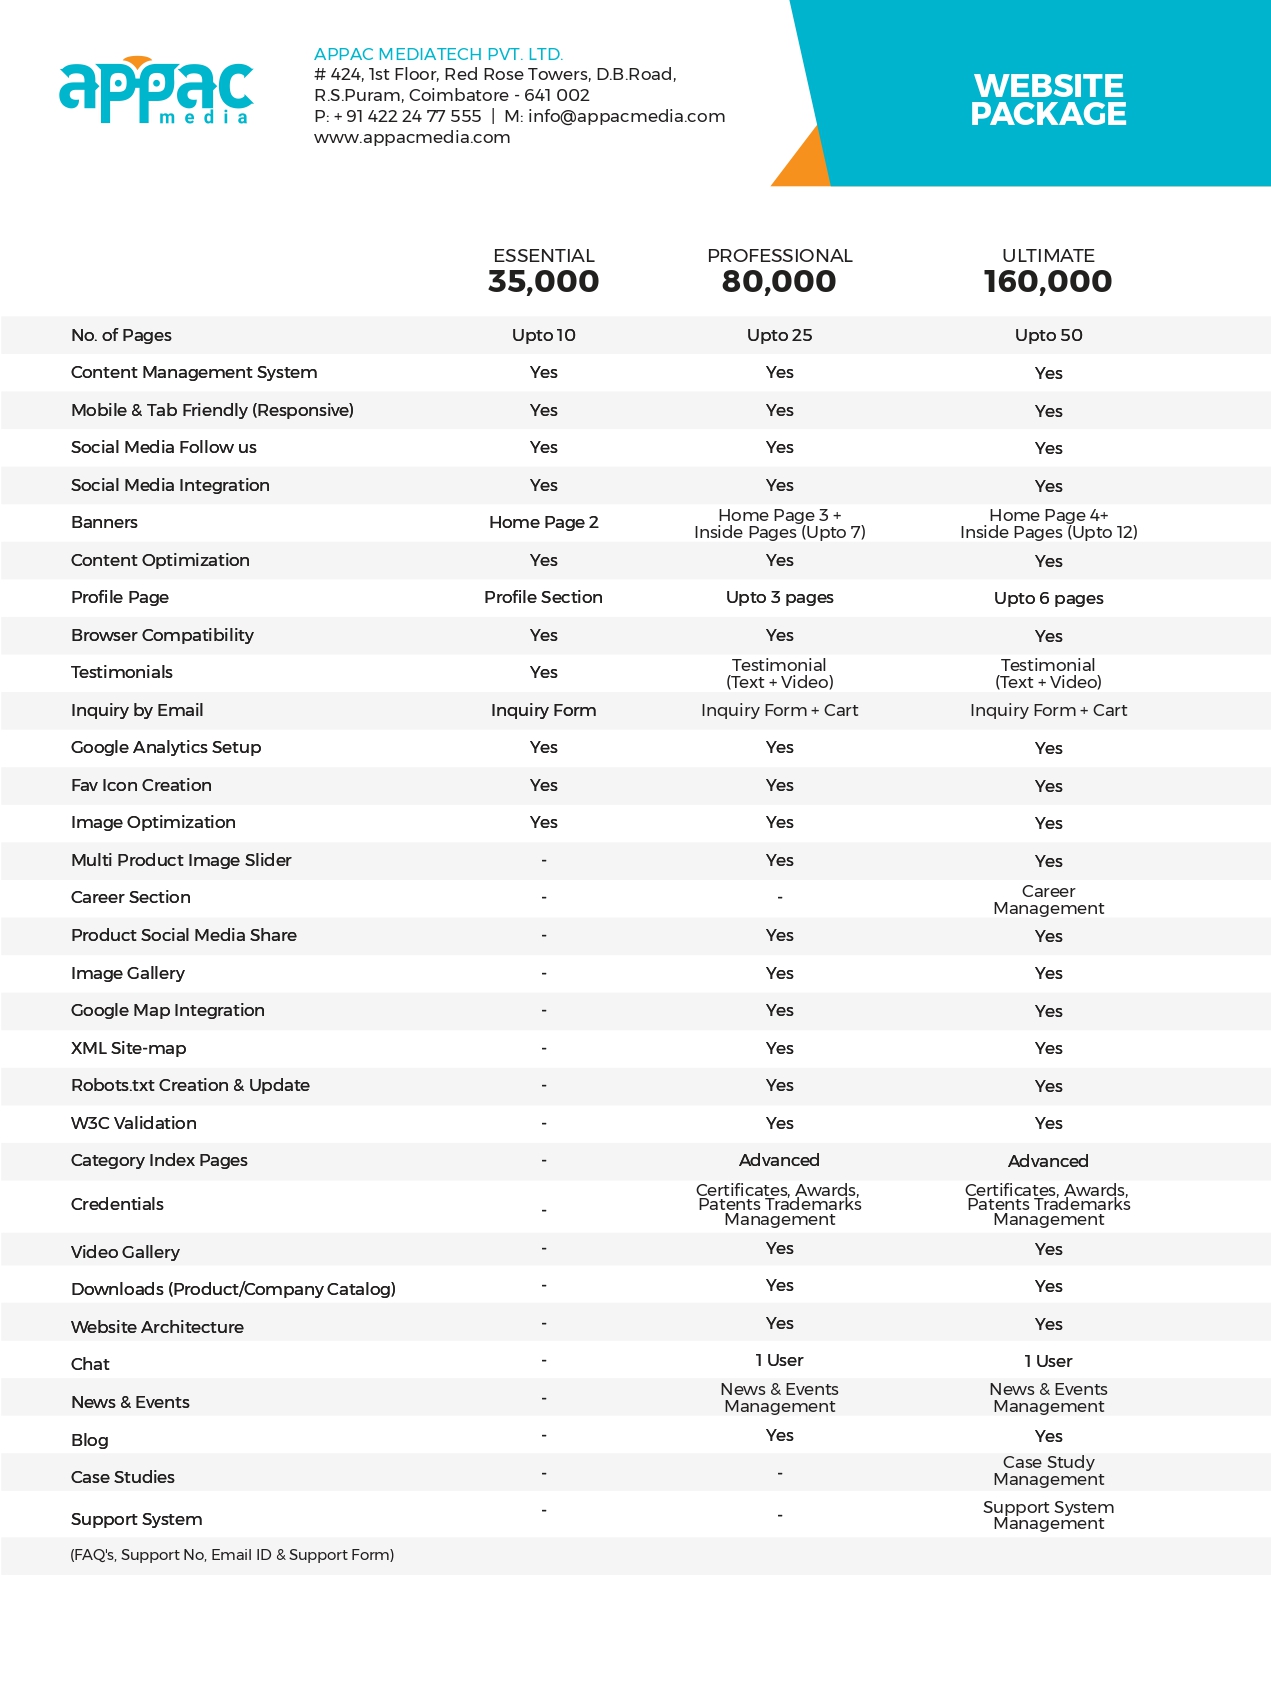 appac
media
APPAC MEDIATECH PVT. LTD.
# 424, 1st Floor, Red Rose Towers, D.B.Road,
R.S.Puram, Coimbatore - 641 002
P: + 91 422 24 77 555 | M: info@appacmedia.com
www.appacmedia.com
WEBSITE
PACKAGE
ESSENTIAL PROFESSIONAL ULTIMATE
35,000 80,000 160,000
No. of Pages Upto 10 Upto 25 Upto 50
Content Management System Yes Yes Yes
Mobile & Tab Friendly (Responsive) Yes Yes Yes
Social Media Follow us Yes Yes Yes
Social Media Integration Yes Yes Yes
Banners Home Page 2 Home Page 3 + Home Page 4+
Inside Pages (Upto 7) Inside Pages (Upto 12)
Content Optimization Yes Yes Yes
Profile Page Profile Section Upto 3 pages Upto 6 pages
Browser Compatibility Yes Yes Yes
Testimonials Yes Testimonial Testimonial
(Text + Video) (Text + Video)
Inquiry by Email Inquiry Form Inquiry Form + Cart Inquiry Form + Cart
Google Analytics Setup Yes Yes Yes
Fav Icon Creation Yes Yes Yes
Image Optimization Yes Yes Yes
Multi Product Image Slider - Yes Yes
Career Section - - Career
Management
Product Social Media Share - Yes Yes
Image Gallery - Yes Yes
Google Map Integration - Yes Yes
XML Site-map - Yes Yes
Robots.txt Creation & Update - Yes Yes
W3C Validation - Yes Yes
Category Index Pages - Advanced Advanced
Certificates, Awards, Certificates, Awards,
Credentials - Patents Trademarks Patents Trademarks
Management Management
Video Gallery - Yes Yes
Downloads (Product/Company Catalog) - Yes Yes
Website Architecture - Yes Yes
Chat - 1 User 1 User
News & Events - News & Events News & Events
Management Management
Blog - Yes Yes
Case Studies - - Case Study
Management
Support System - - Support System
Management
(FAQ's, Support No, Email ID & Support Form)